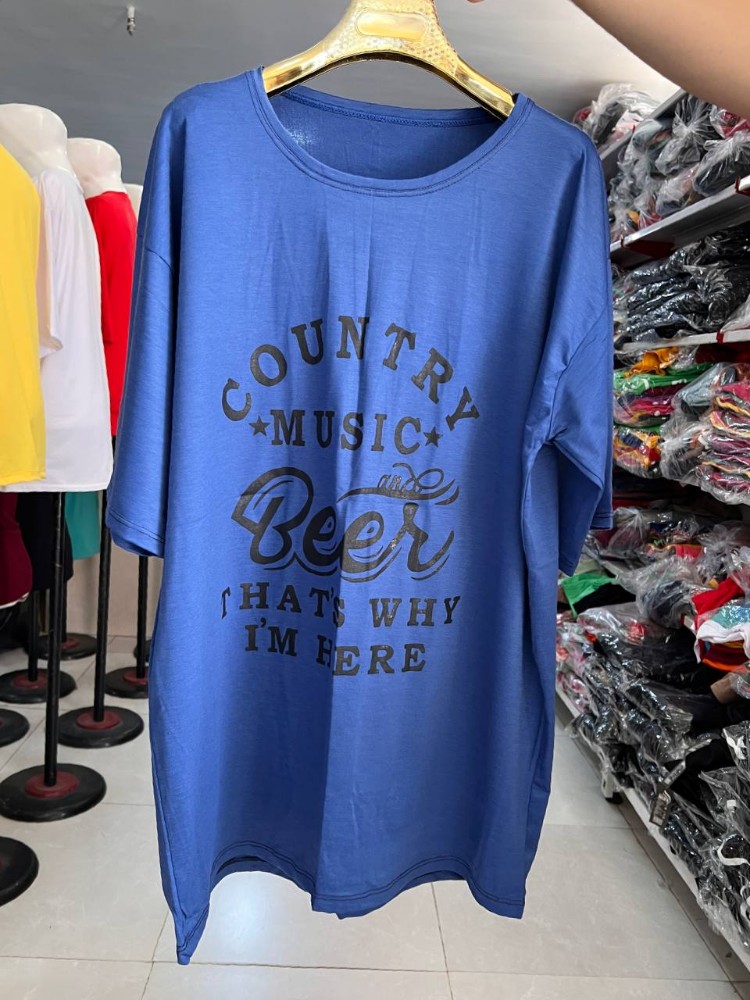 COUNTRY
★MUSIC★
and
Beer
THAT'S WHY
I'M HERE